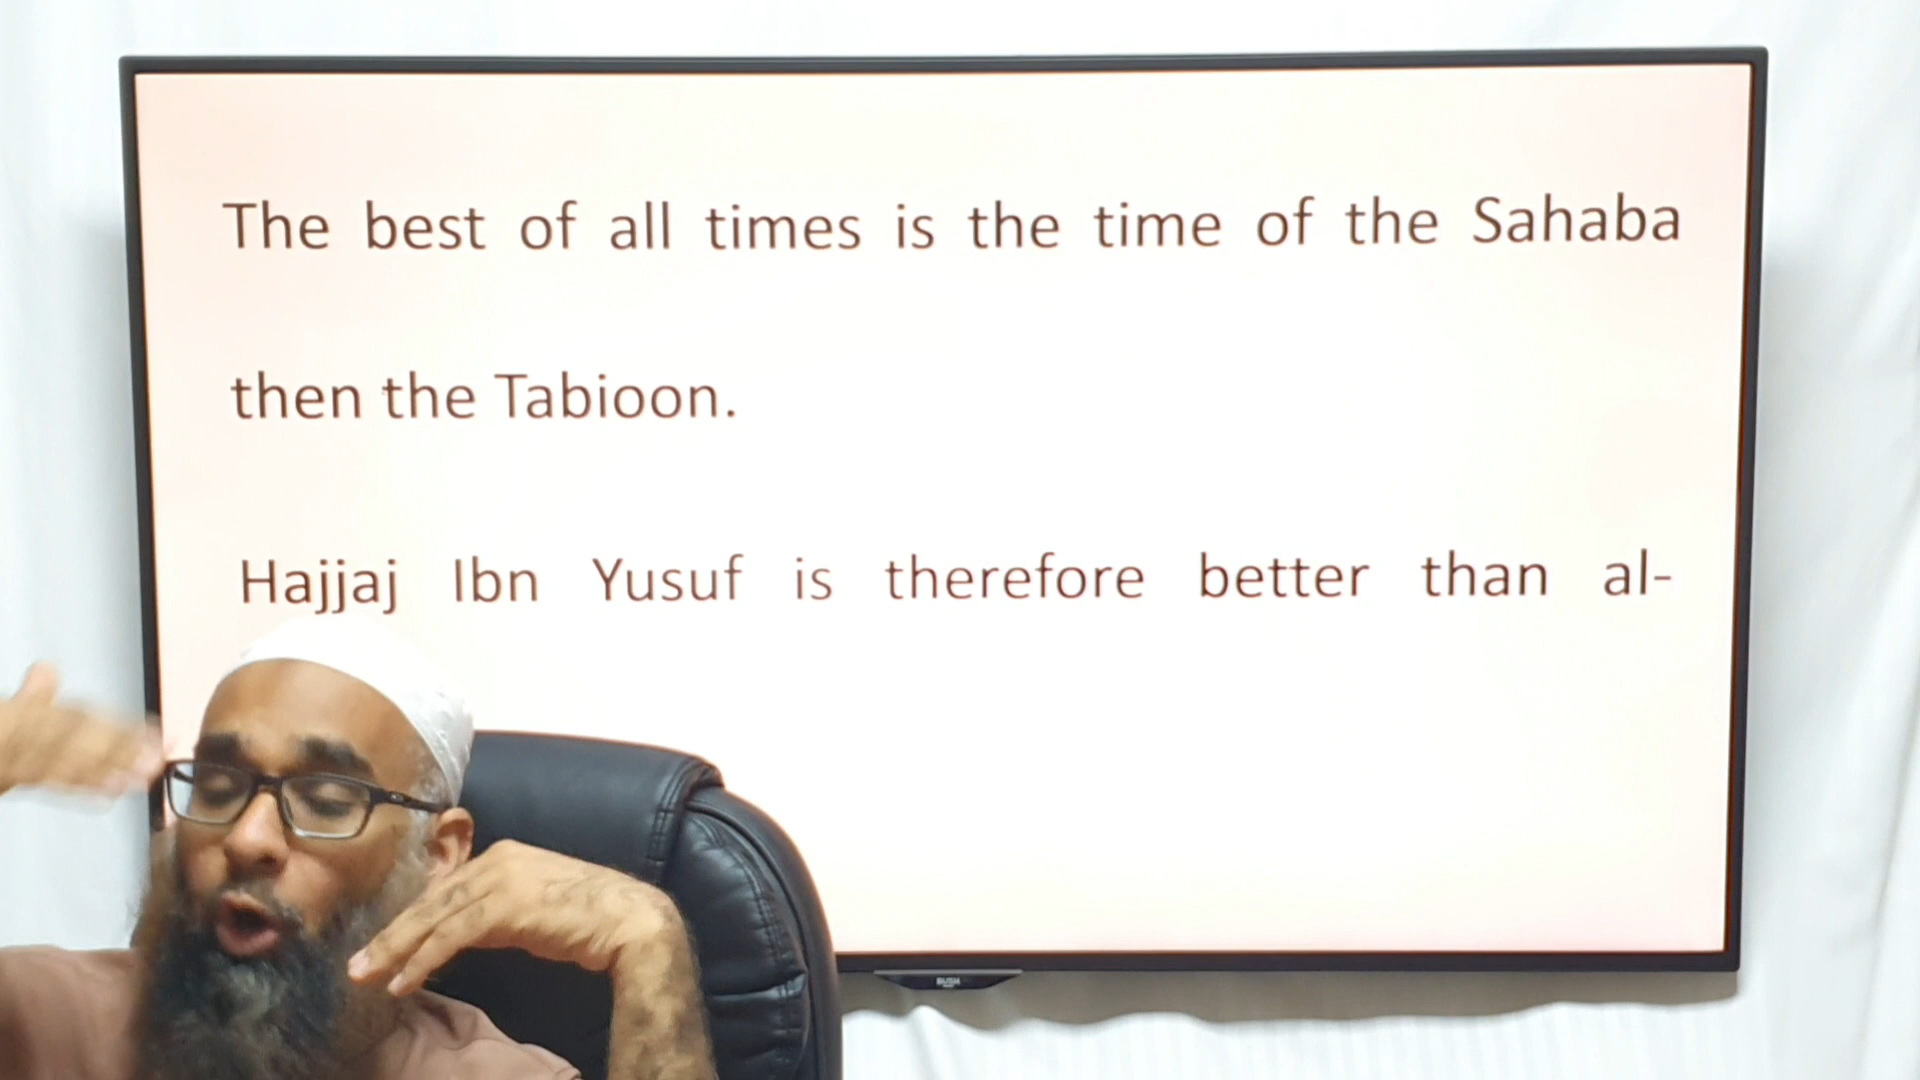 The best of all times is the time of the Sahaba
then the Tabioon.
Hajjaj Ibn Yusuf is therefore better than al-
BUSH